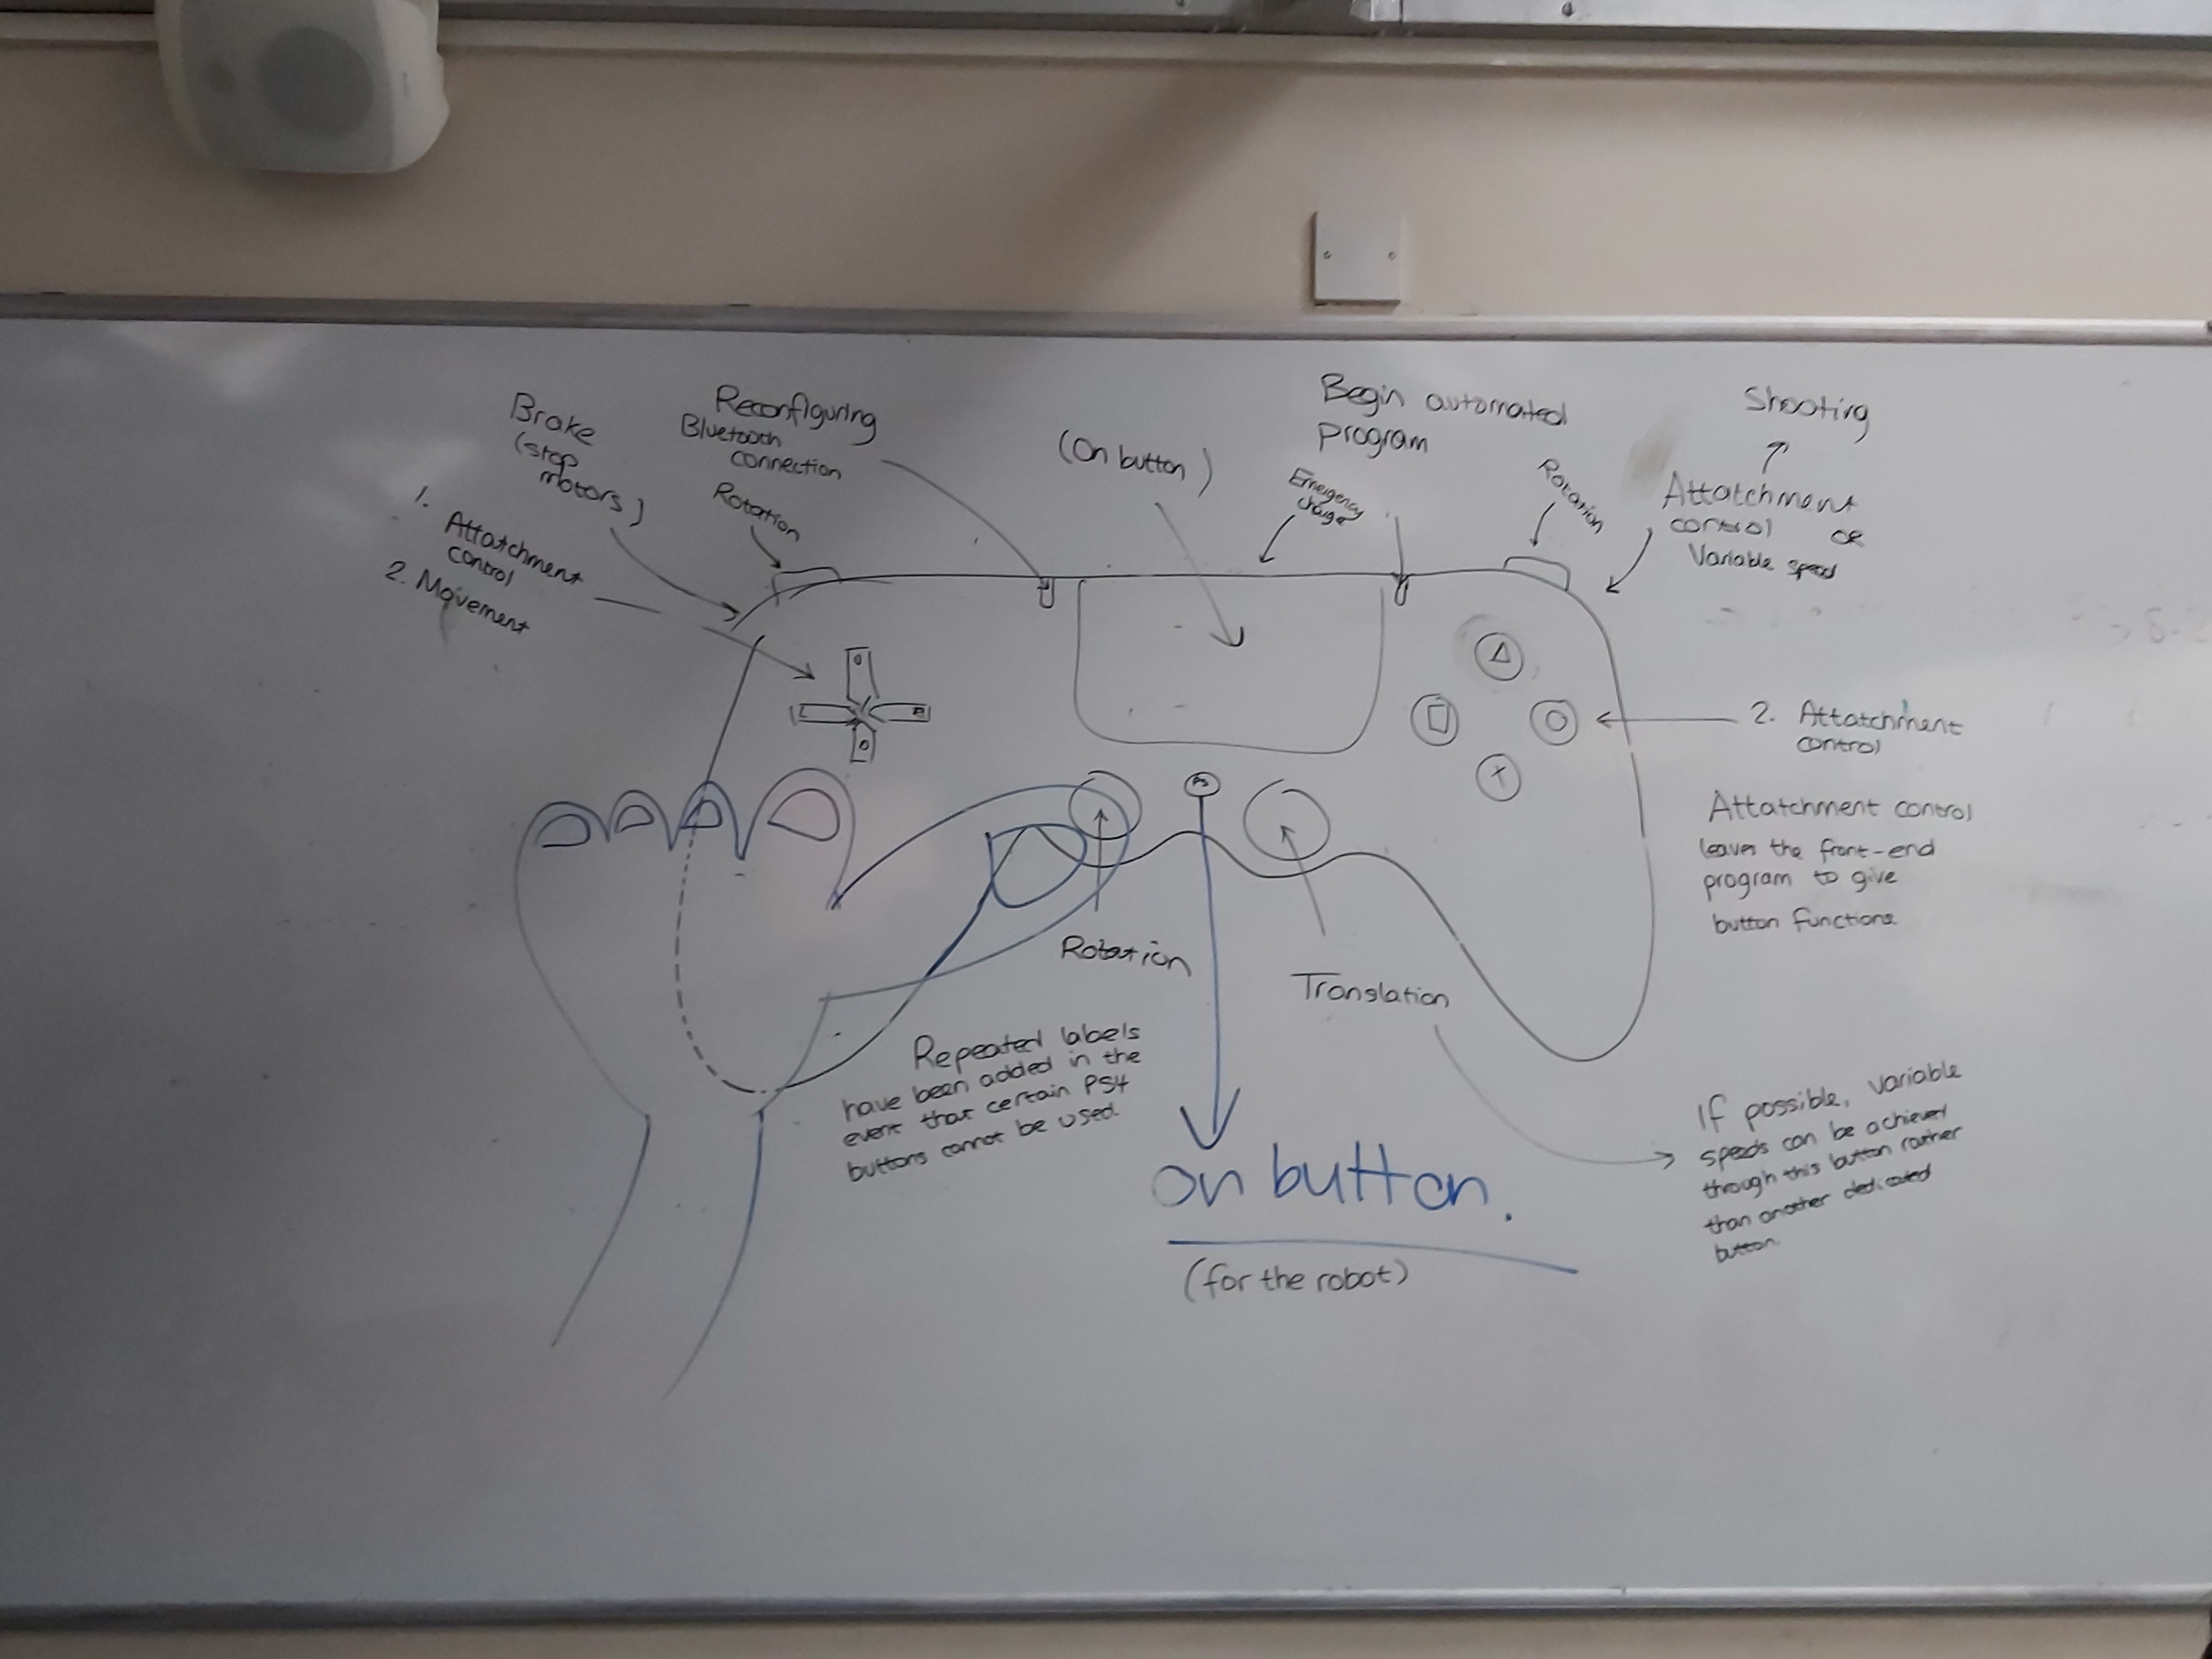 Brake
(stop
motors)
Reconfiguring
Bluetooth
connection
Rotation
1. Attatchment
control
2. Movement
(On button)
Begin automated
program
Emergency
charge
Rotation
Shooting
Attatchment
control or
Variable speed
2. Attatchment
control
Attatchment control
leaves the front-end
program to give
button functions.
PS
Rotation
Translation
Repeated labels
have been added in the
event that certain PS4
buttons cannot be used.
on button.
(for the robot)
If possible, variable
speeds can be achieved
through this button rather
than another dedicated
button.